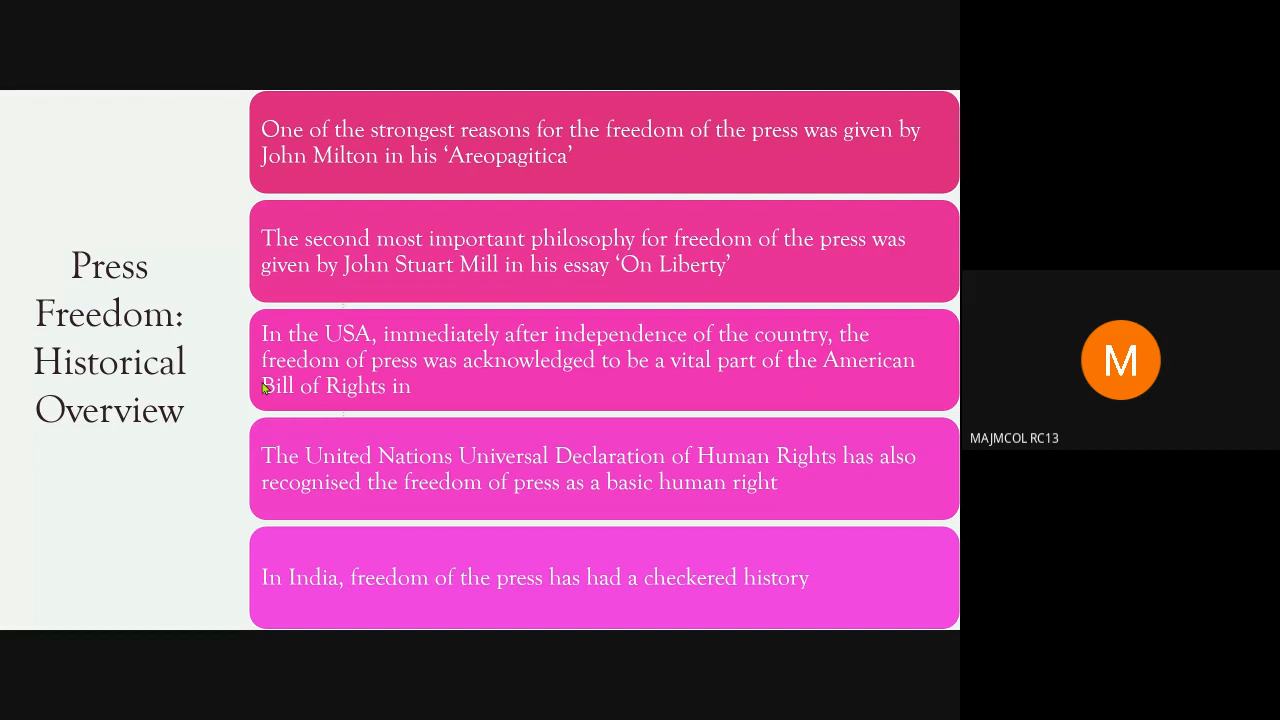 Press
Freedom:
Historical
Overview
One of the strongest reasons for the freedom of the press was given by
John Milton in his ‘Areopagitica’
The second most important philosophy for freedom of the press was
given by John Stuart Mill in his essay ‘On Liberty’
In the USA, immediately after independence of the country, the
freedom of press was acknowledged to be a vital part of the American
Bill of Rights in
The United Nations Universal Declaration of Human Rights has also
recognised the freedom of press as a basic human right
In India, freedom of the press has had a checkered history
M
MAJMCOL RC13